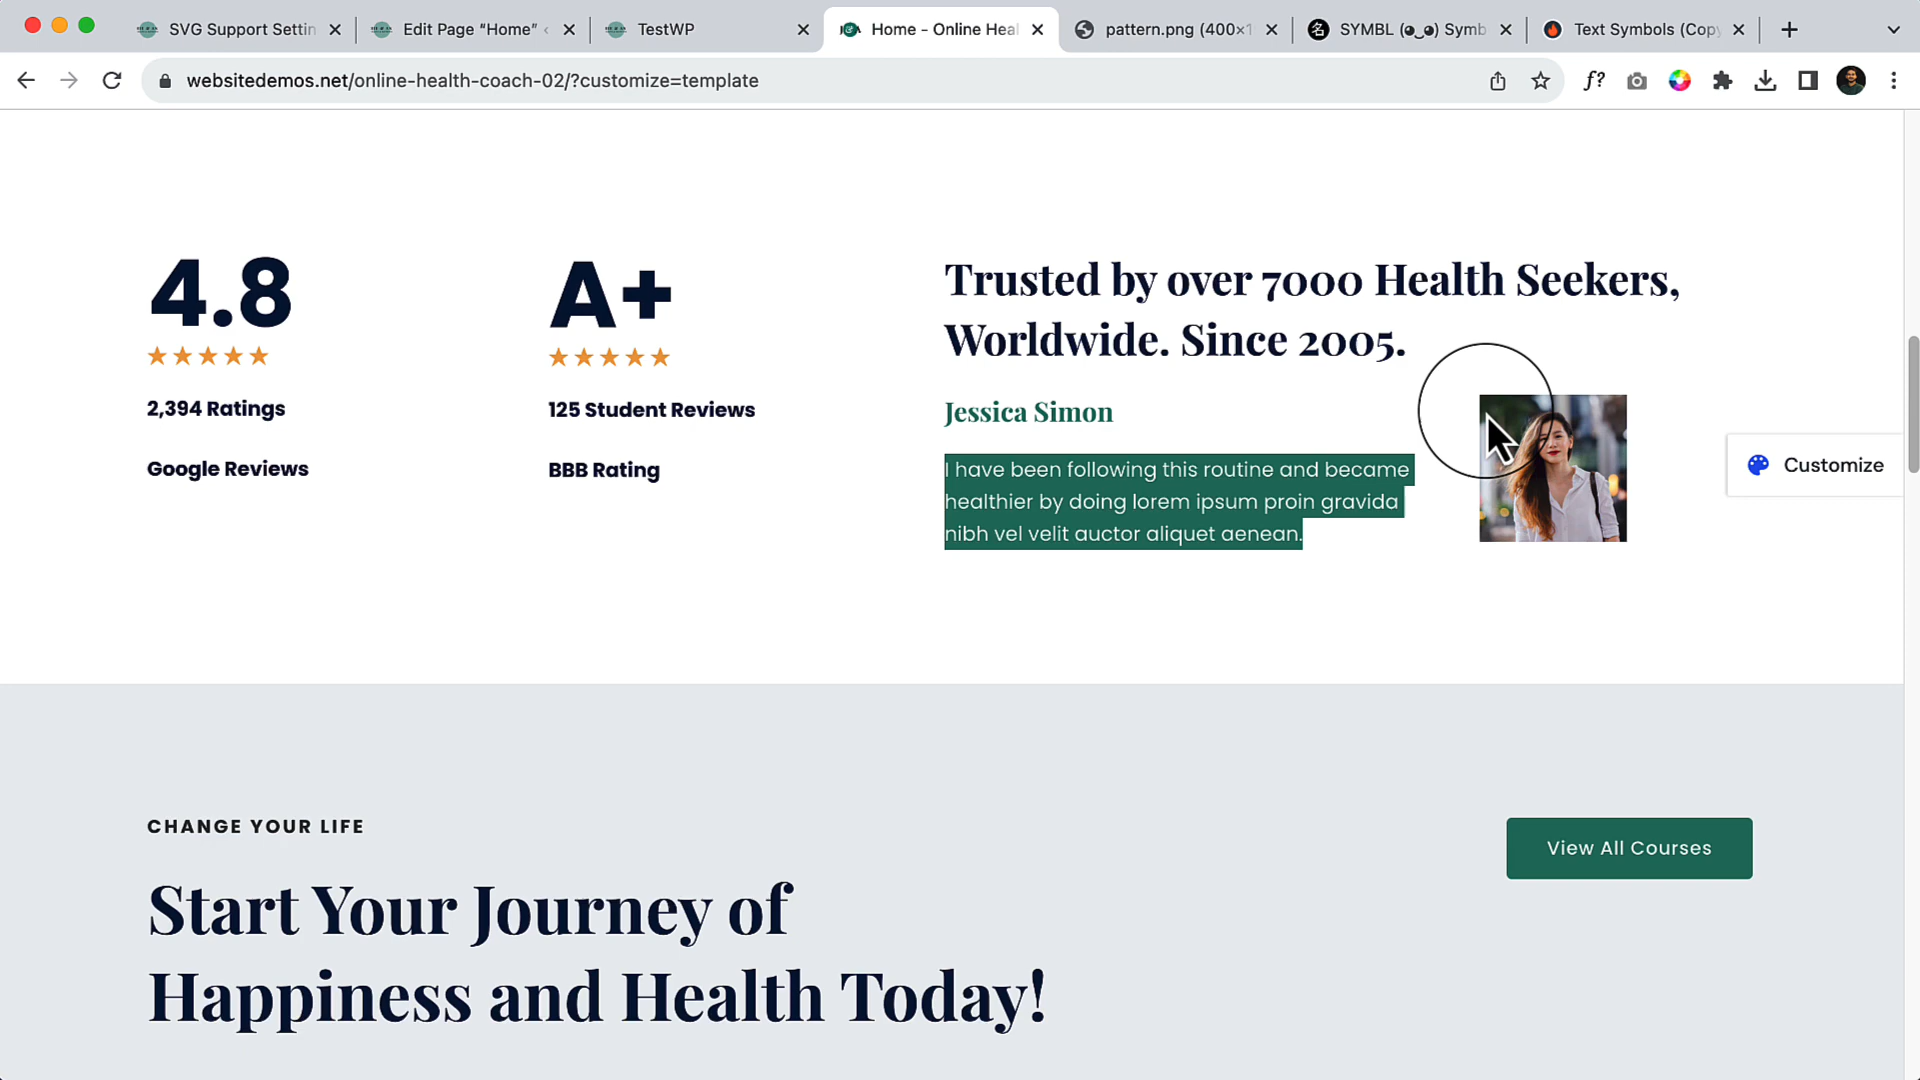 SVG Support Settin
Edit Page “Home” ‹
TestWP
Home - Online Heal
pattern.png (400×1
SYMBL (◕‿◕) Symb
Text Symbols (Copy
websitedemos.net/online-health-coach-02/?customize=template
f?
4.8
★★★★★
2,394 Ratings
Google Reviews
A+
★★★★★
125 Student Reviews
BBB Rating
Trusted by over 7000 Health Seekers,
Worldwide. Since 2005.
Jessica Simon
I have been following this routine and became
healthier by doing lorem ipsum proin gravida
nibh vel velit auctor aliquet aenean.
Customize
CHANGE YOUR LIFE
View All Courses
Start Your Journey of
Happiness and Health Today!